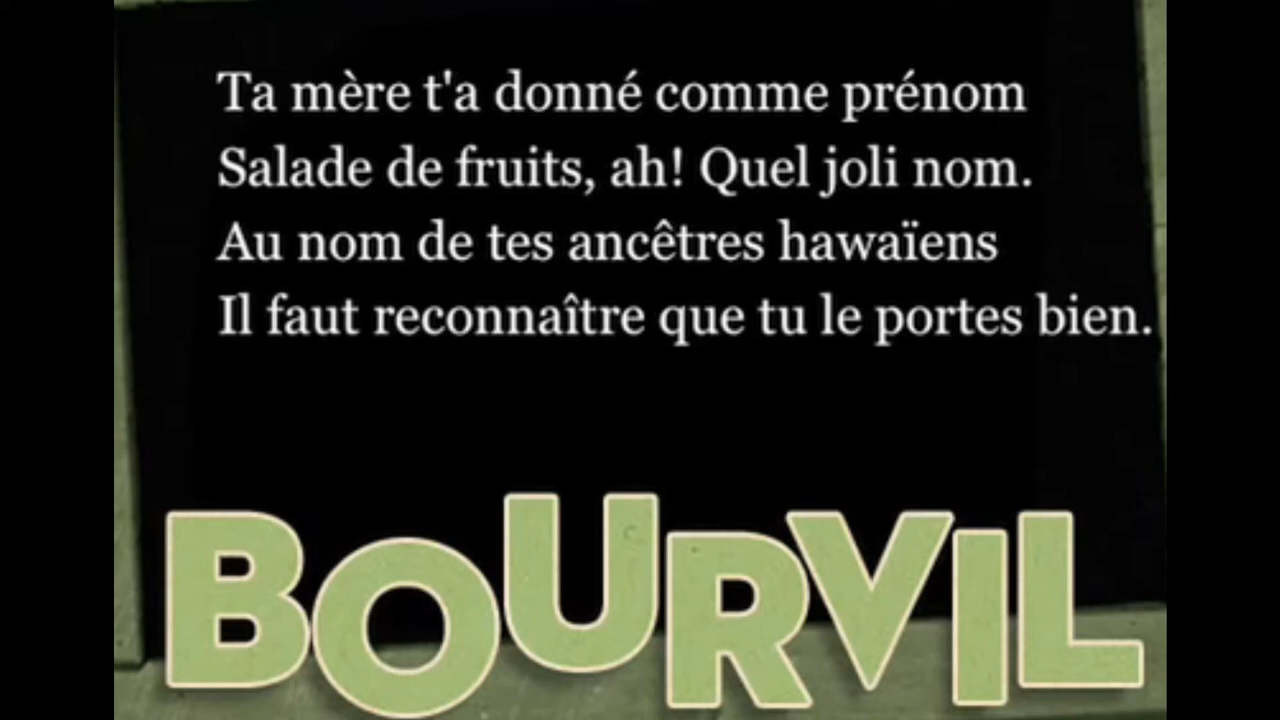 Ta mère t'a donné comme prénom
Salade de fruits, ah! Quel joli nom.
Au nom de tes ancêtres hawaïens
Il faut reconnaître que tu le portes bien.
BOURVIL